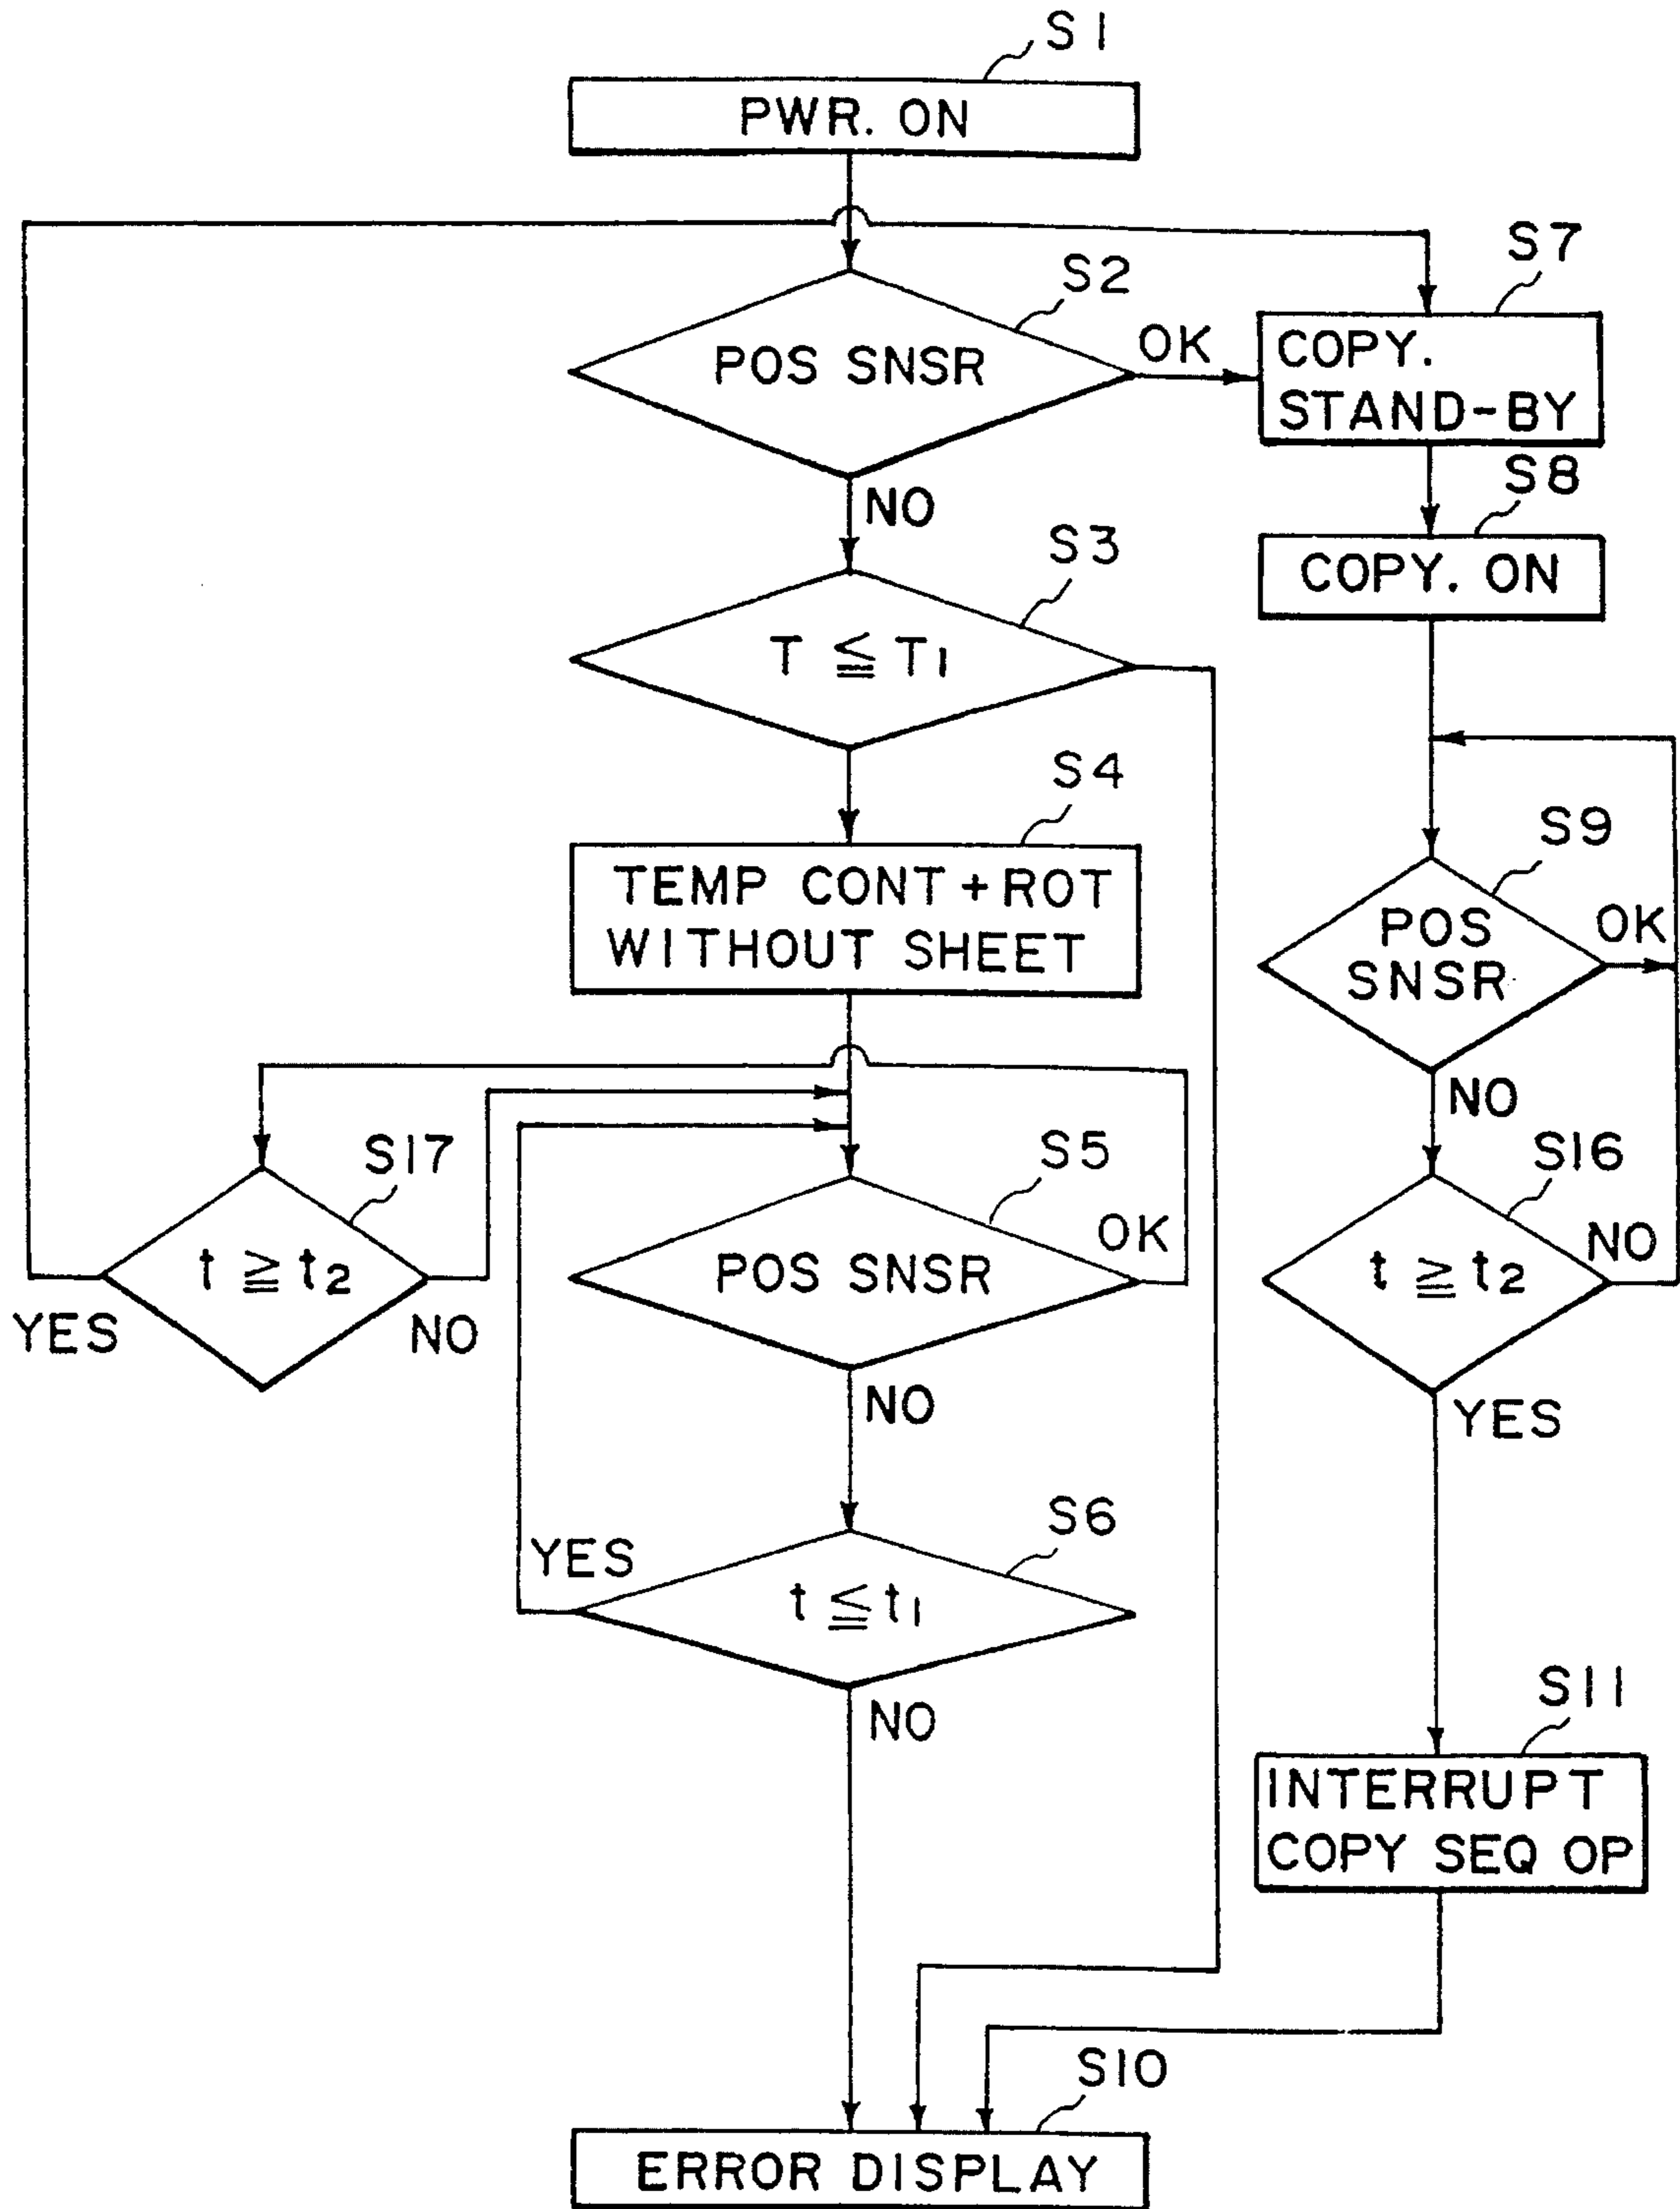 S1
PWR. ON
S2
POS SNSR
OK
NO
S7
COPY.
STAND-BY
S8
COPY. ON
S3
T ≦ T1
S4
TEMP CONT + ROT
WITHOUT SHEET
S9
POS
SNSR
OK
NO
S17
t ≧ t2
YES
NO
S5
POS SNSR
OK
NO
S16
t ≧ t2
NO
YES
S6
t ≦ t1
YES
NO
S11
INTERRUPT
COPY SEQ OP
S10
ERROR DISPLAY